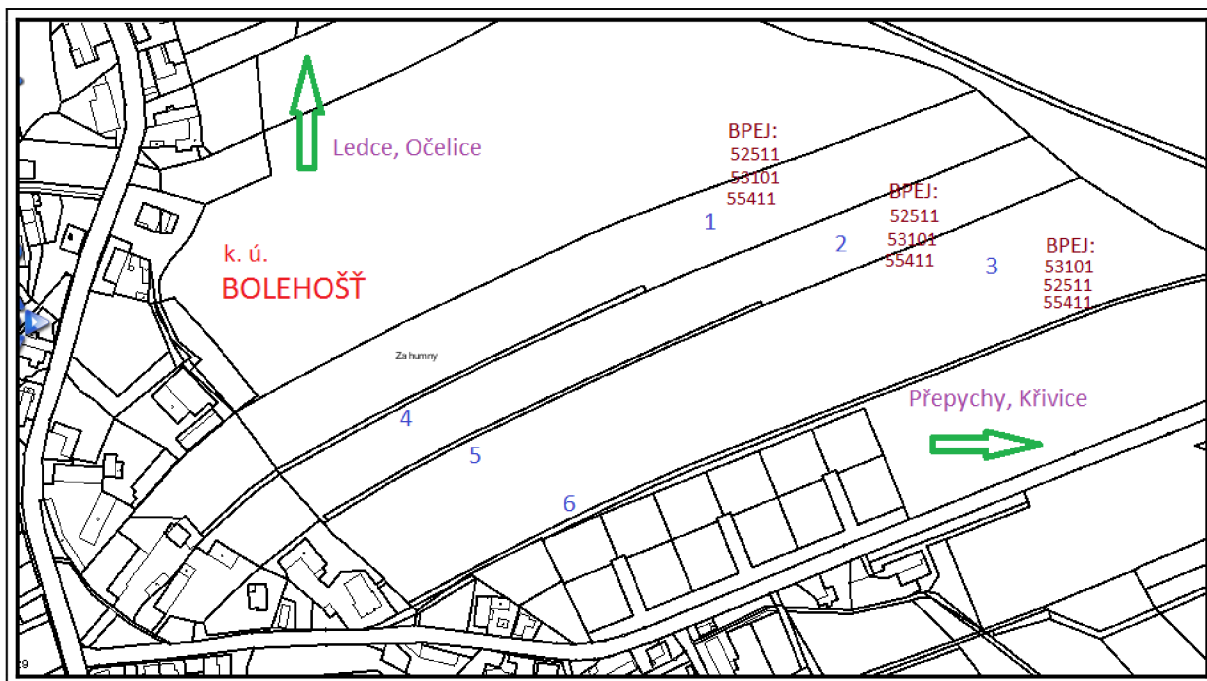 Ledce, Očelice
BPEJ:
52511
53101
55411
1
BPEJ:
52511
53101
55411
2
BPEJ:
53101
52511
55411
3
k. ú.
BOLEHOŠŤ
Za humny
4
5
6
Přepychy, Křivice